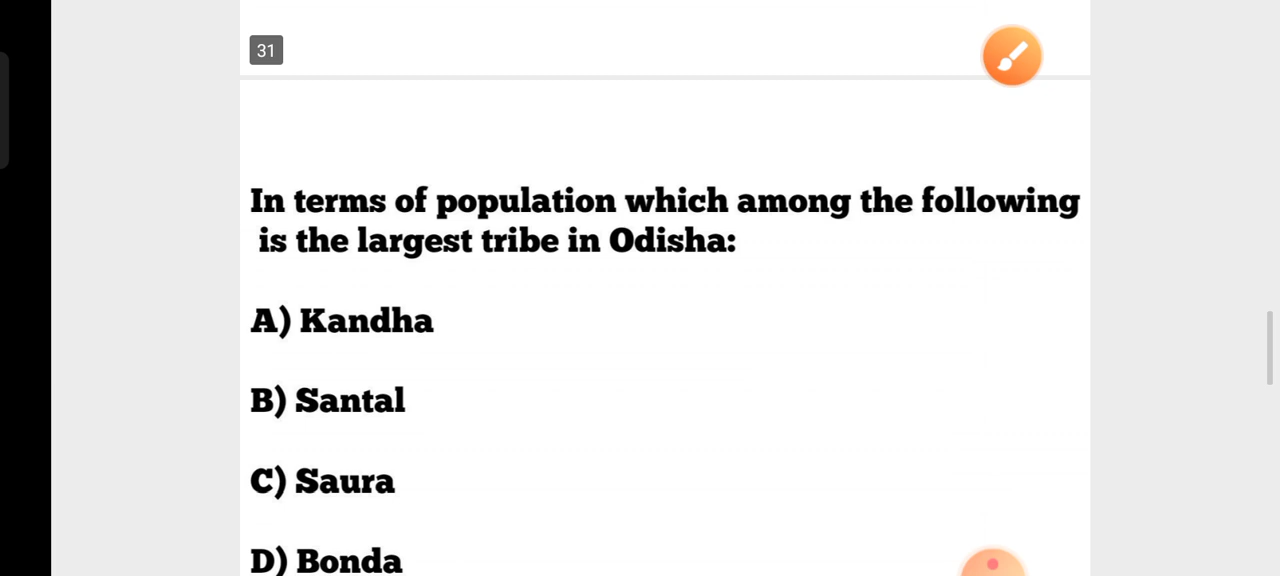 31
In terms of population which among the following
is the largest tribe in Odisha:
A) Kandha
B) Santal
C) Saura
D) Bonda